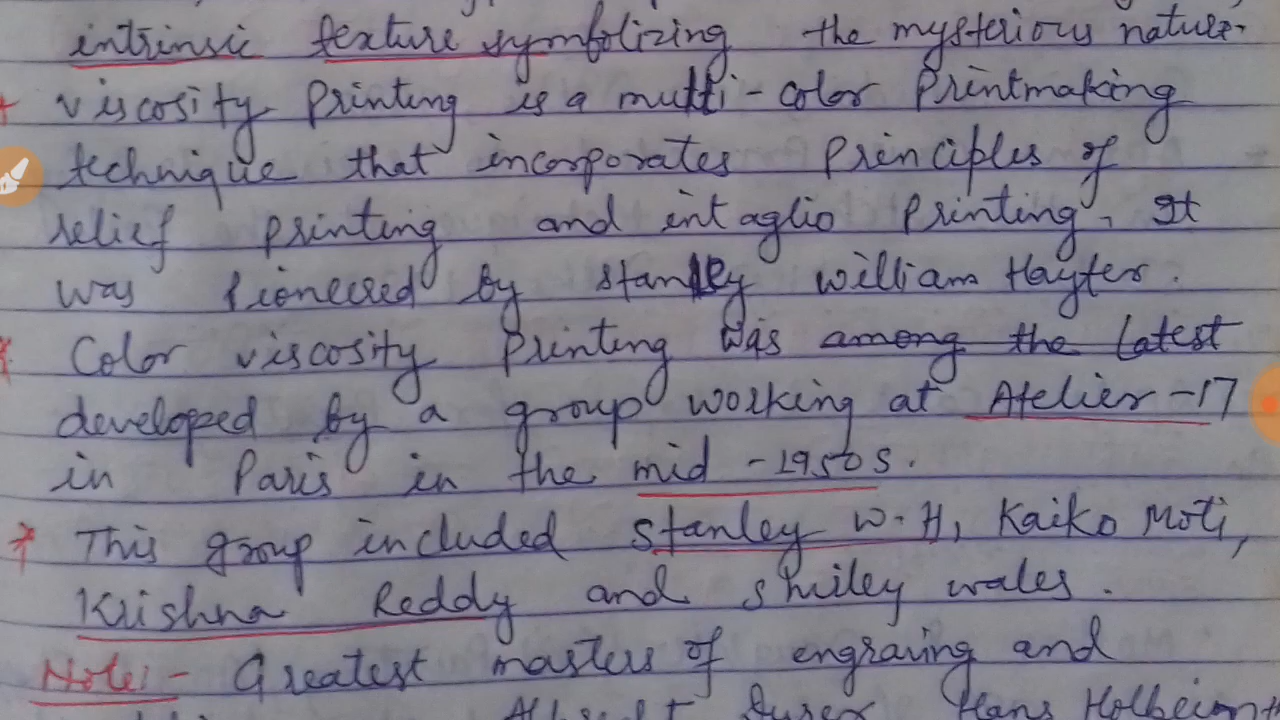 intrinsic texture symbolizing the mysterious nature.
* viscosity Printing is a multi-color Printmaking
technique that incorporates Principles of
relief printing and intaglio Printing. It
was Pioneered by Stanley william Hayter.
* Color viscosity Printing was among the latest
developed by a group working at Atelier-17
in Paris in the mid-1950s.
* This group included Stanley W.H, Kaiko Moti,
Krishna Reddy and Shiley wales.
Note:- Greatest masters of engraving and
Durer Hans Holbein